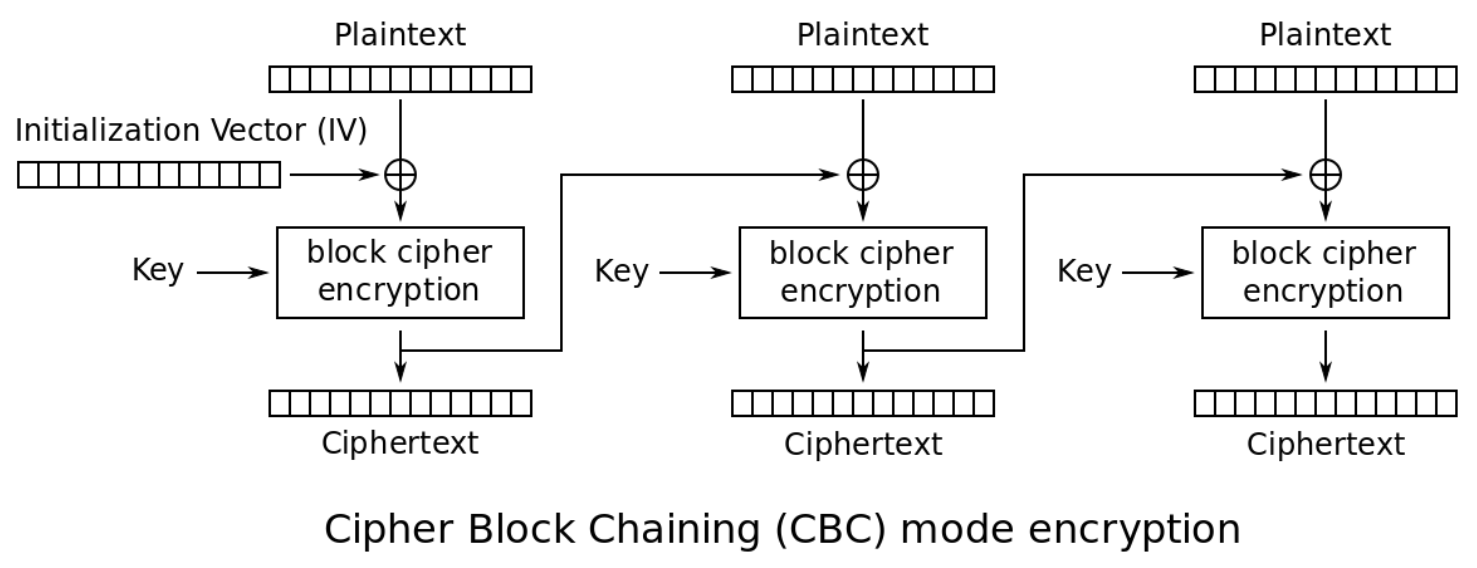 Plaintext
Plaintext
Plaintext
Initialization Vector (IV)
Key
block cipher
encryption
Key
block cipher
encryption
Key
block cipher
encryption
Ciphertext
Ciphertext
Ciphertext
Cipher Block Chaining (CBC) mode encryption